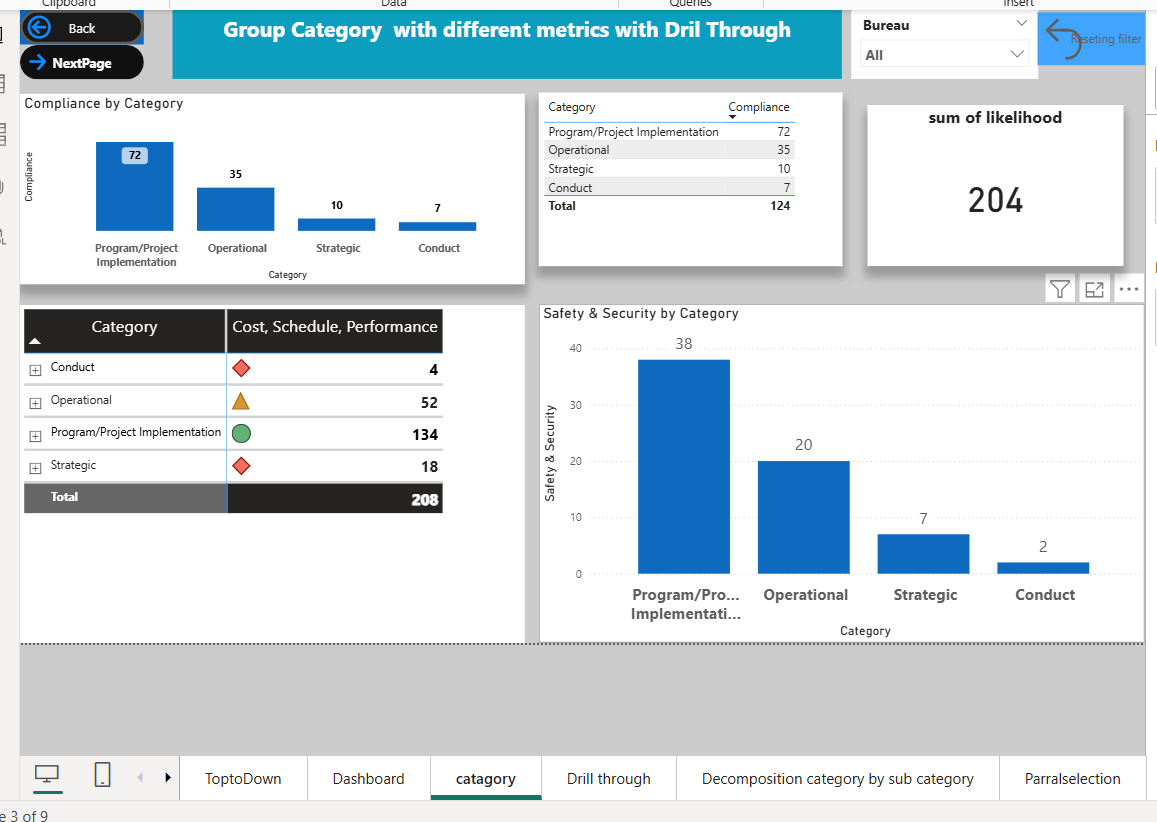 Clipboard
Data
Queries
Insert
Back
NextPage
Group Category with different metrics with Dril Through
Bureau
All
Reseting filter
Compliance by Category
Compliance
72
35
10
7
Program/Project
Implementation
Operational
Strategic
Conduct
Category
Category Compliance
Program/Project Implementation 72
Operational 35
Strategic 10
Conduct 7
Total 124
sum of likelihood
204
Category Cost, Schedule, Performance
Conduct 4
Operational 52
Program/Project Implementation 134
Strategic 18
Total 208
Safety & Security by Category
Safety & Security
40
30
20
10
0
38
20
7
2
Program/Pro...
Implementati...
Operational
Strategic
Conduct
Category
ToptoDown
Dashboard
catagory
Drill through
Decomposition category by sub category
Parralselection
e 3 of 9